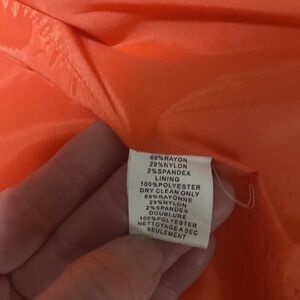 69%RAYON
29%NYLON
2%SPANDEX
LINING
100%POLYESTER
DRY CLEAN ONLY
69%RAYONNE
29%NYLON
2%SPANDEX
DOUBLURE
100%POLYESTER
NETTOYAGE A SEC
SEULEMENT